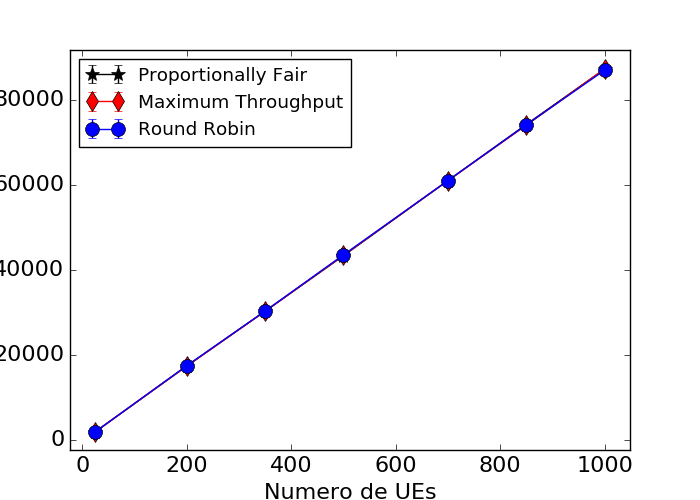 Proportionally Fair
Maximum Throughput
Round Robin
80000
60000
40000
20000
0
0 200 400 600 800 1000
Numero de UEs